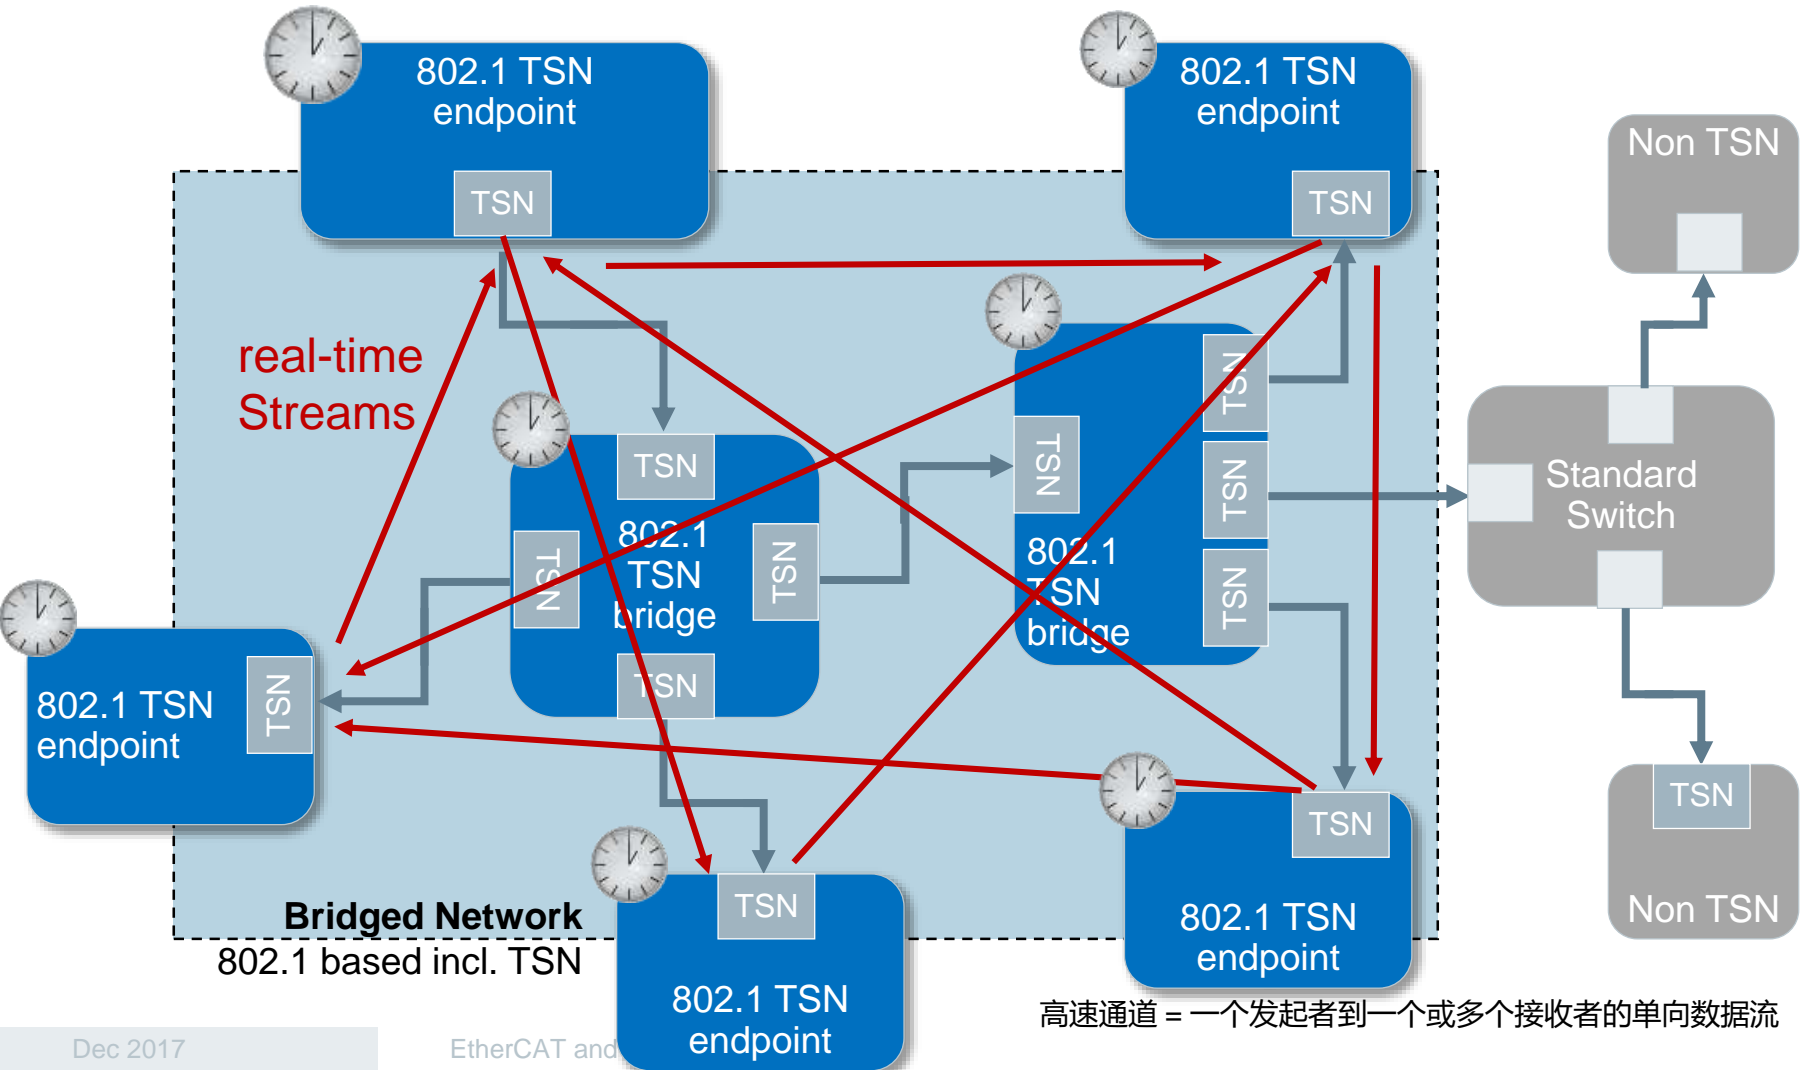 802.1 TSN
endpoint
TSN
802.1 TSN
endpoint
TSN
Non TSN
real-time
Streams
TSN
TSN
802.1
TSN
bridge
TSN
TSN
TSN
802.1
TSN
bridge
TSN
TSN
TSN
Standard
Switch
802.1 TSN
endpoint
TSN
TSN
802.1 TSN
endpoint
TSN
Non TSN
TSN
802.1 TSN
endpoint
Bridged Network
802.1 based incl. TSN
高速通道 = 一个发起者到一个或多个接收者的单向数据流
Dec 2017
EtherCAT and